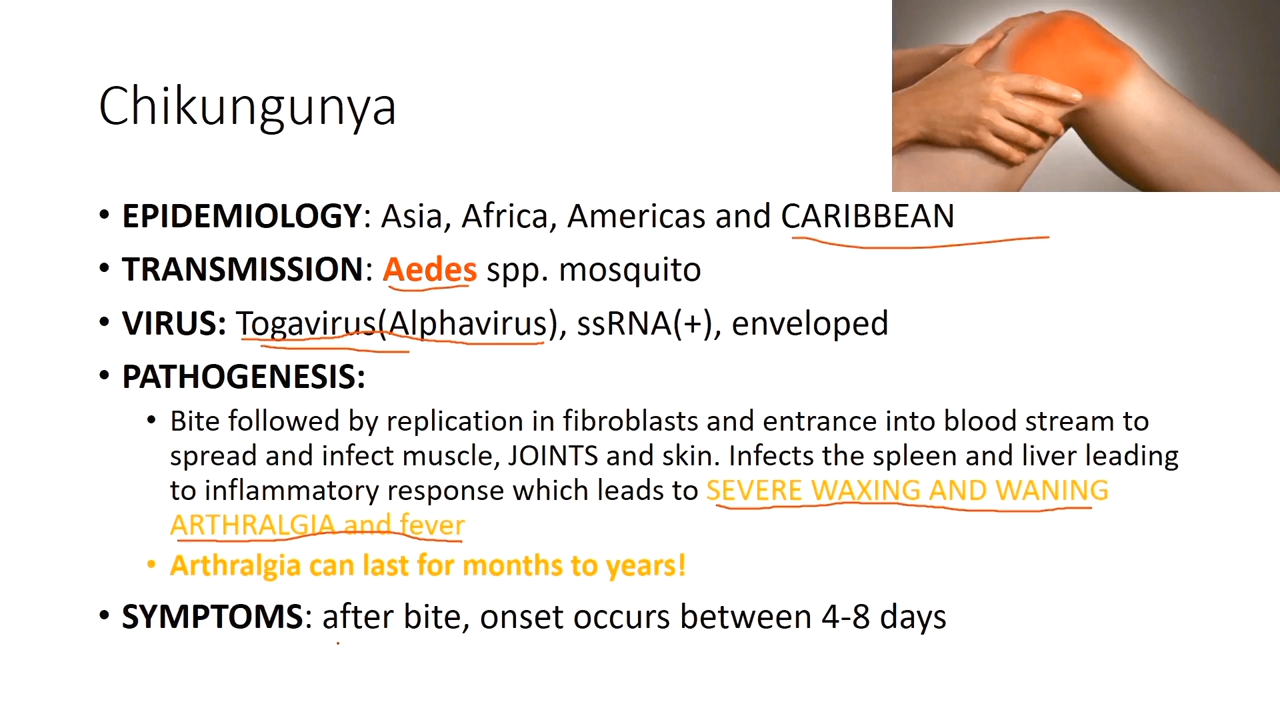 Chikungunya
• EPIDEMIOLOGY: Asia, Africa, Americas and CARIBBEAN
• TRANSMISSION: Aedes spp. mosquito
• VIRUS: Togavirus(Alphavirus), ssRNA(+), enveloped
• PATHOGENESIS:
• Bite followed by replication in fibroblasts and entrance into blood stream to
spread and infect muscle, JOINTS and skin. Infects the spleen and liver leading
to inflammatory response which leads to SEVERE WAXING AND WANING
ARTHRALGIA and fever
• Arthralgia can last for months to years!
• SYMPTOMS: after bite, onset occurs between 4-8 days